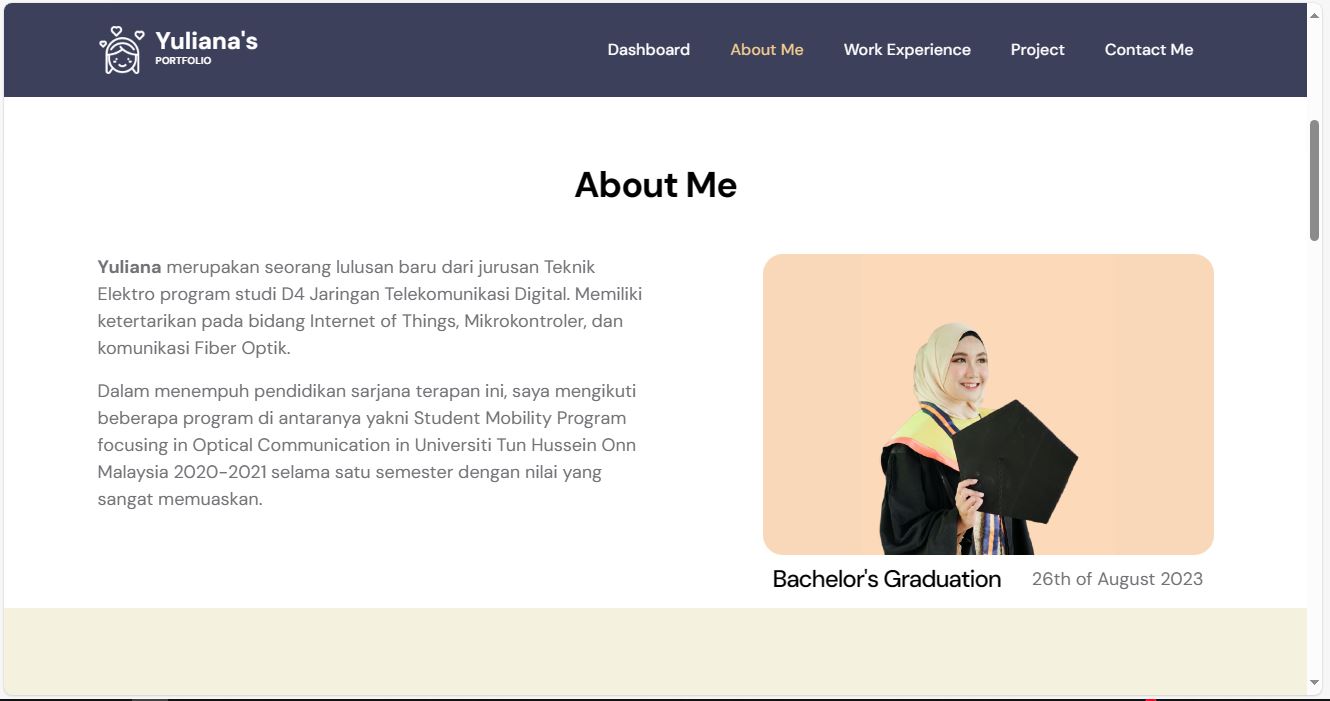 Yuliana's
PORTFOLIO
Dashboard
About Me
Work Experience
Project
Contact Me
About Me
Yuliana merupakan seorang lulusan baru dari jurusan Teknik
Elektro program studi D4 Jaringan Telekomunikasi Digital. Memiliki
ketertarikan pada bidang Internet of Things, Mikrokontroler, dan
komunikasi Fiber Optik.
Dalam menempuh pendidikan sarjana terapan ini, saya mengikuti
beberapa program di antaranya yakni Student Mobility Program
focusing in Optical Communication in Universiti Tun Hussein Onn
Malaysia 2020-2021 selama satu semester dengan nilai yang
sangat memuaskan.
Bachelor's Graduation
26th of August 2023